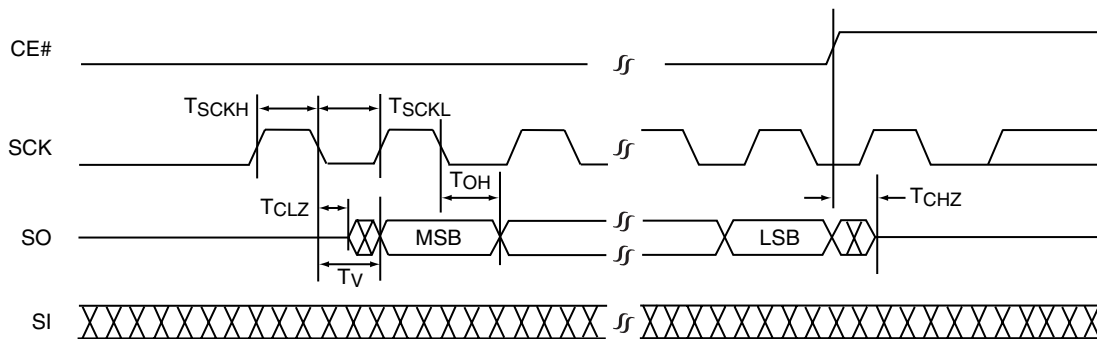 CE#
TSCKH
TSCKL
SCK
TOH
TCLZ
TCHZ
SO
MSB
LSB
TV
SI